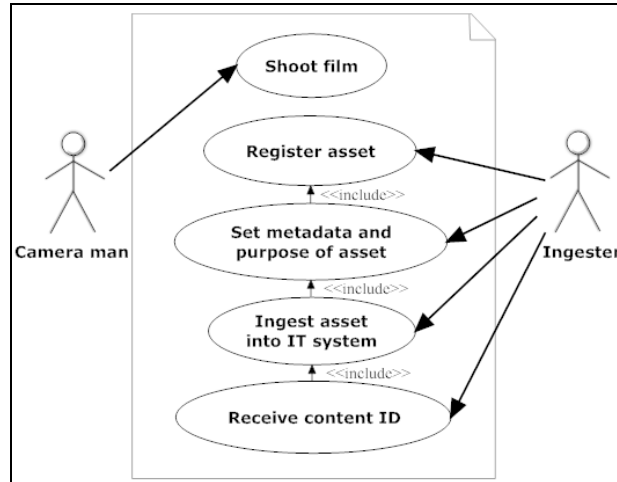 Shoot film
Register asset
<<include>>
Set metadata and
purpose of asset
Camera man
Ingester
<<include>>
Ingest asset
into IT system
<<include>>
Receive content ID